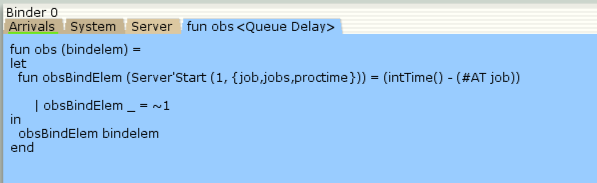 Binder 0
Arrivals System Server fun obs <Queue Delay>
fun obs (bindelem) =
let
fun obsBindElem (Server'Start (1, {job,jobs,proctime})) = (intTime() - (#AT job))
| obsBindElem _ = ~1
in
obsBindElem bindelem
end